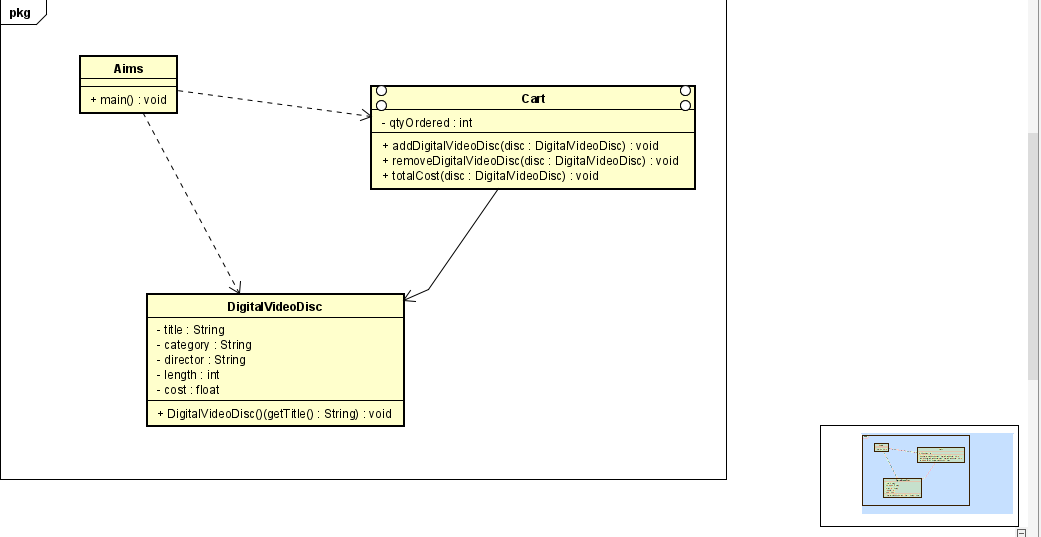 pkg
Aims
+ main() : void
Cart
- qtyOrdered : int
+ addDigitalVideoDisc(disc : DigitalVideoDisc) : void
+ removeDigitalVideoDisc(disc : DigitalVideoDisc) : void
+ totalCost(disc : DigitalVideoDisc) : void
DigitalVideoDisc
- title : String
- category : String
- director : String
- length : int
- cost : float
+ DigitalVideoDisc()(getTitle() : String) : void